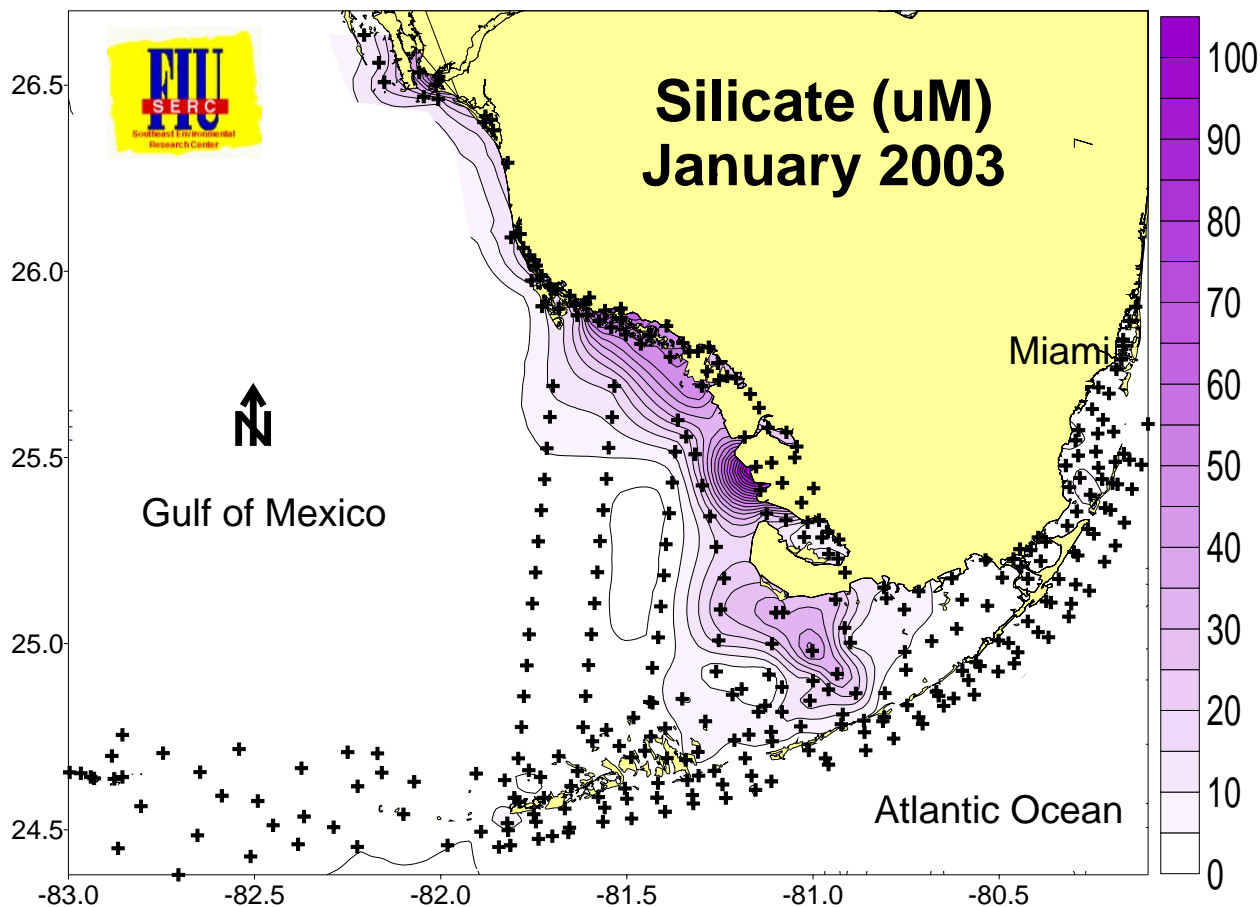 FIU
SERC
Southeast Environmental
Research Center
Silicate (uM)
January 2003
Miami
N
Gulf of Mexico
Atlantic Ocean
26.5
26.0
25.5
25.0
24.5
-83.0
-82.5
-82.0
-81.5
-81.0
-80.5
100
90
80
70
60
50
40
30
20
10
0